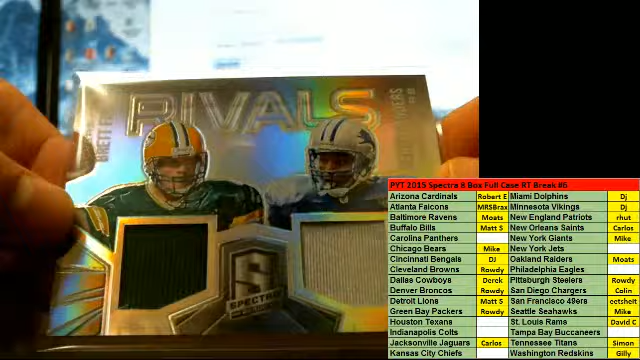 RIVALS
BRETT F
SPECTRA
PYT 2015 Spectra 8 Box Full Case RT Break #6
Arizona Cardinals Robert E Miami Dolphins Dj
Atlanta Falcons MRSBrax Minnesota Vikings Dj
Baltimore Ravens Moats New England Patriots rhut
Buffalo Bills Matt S New Orleans Saints Carlos
Carolina Panthers New York Giants Mike
Chicago Bears Mike New York Jets
Cincinnati Bengals DJ Oakland Raiders Moats
Cleveland Browns Rowdy Philadelphia Eagles
Dallas Cowboys Derek Pittsburgh Steelers Rowdy
Denver Broncos Rowdy San Diego Chargers Colin
Detroit Lions Matt S San Francisco 49ers eetsheit
Green Bay Packers Rowdy Seattle Seahawks Mike
Houston Texans St. Louis Rams David C
Indianapolis Colts Tampa Bay Buccaneers
Jacksonville Jaguars Carlos Tennessee Titans Simon
Kansas City Chiefs Washington Redskins Gilly